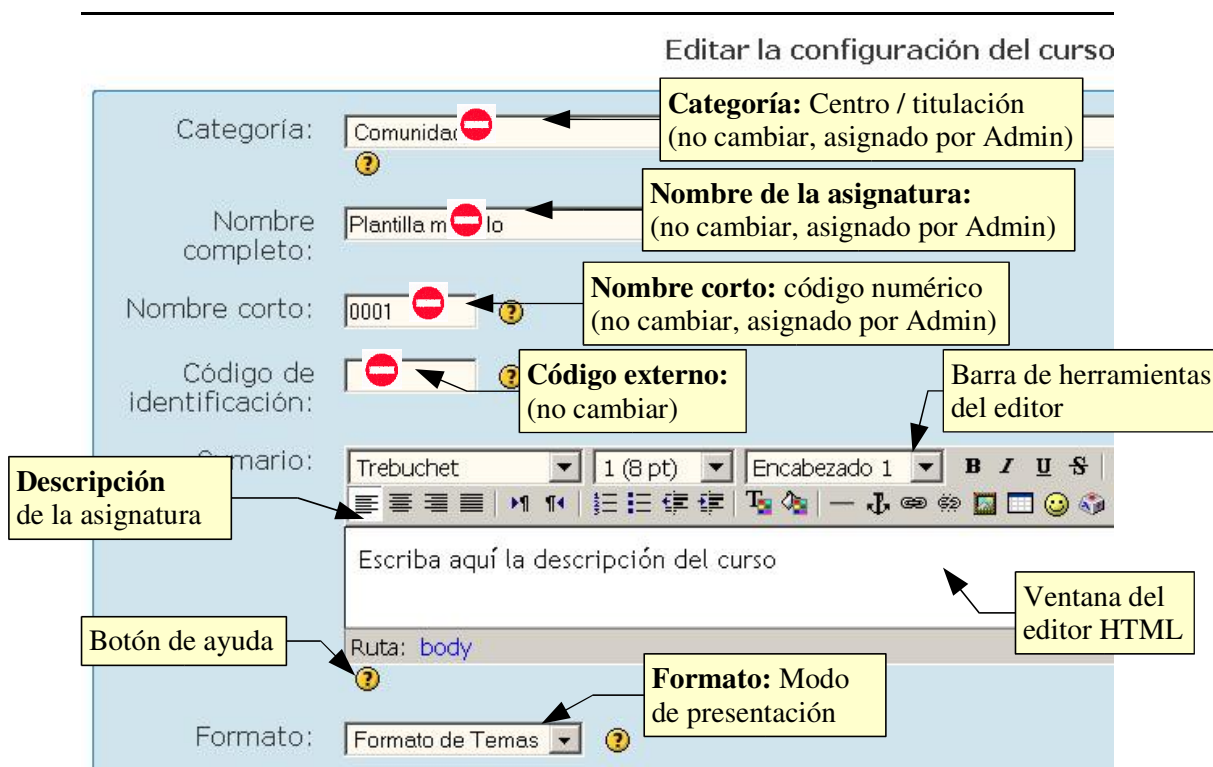 Editar la configuración del curso
Categoría:
Comunidad
Categoría: Centro / titulación
(no cambiar, asignado por Admin)
Nombre
completo:
Plantilla m lo
Nombre de la asignatura:
(no cambiar, asignado por Admin)
Nombre corto:
0001
Nombre corto: código numérico
(no cambiar, asignado por Admin)
Código de
identificación:
Código externo:
(no cambiar)
Barra de herramientas
del editor
Trebuchet
1 (8 pt)
Encabezado 1
B I U S
Descripción
de la asignatura
Escriba aquí la descripción del curso
Ventana del
editor HTML
Botón de ayuda
Ruta: body
Formato: Modo
de presentación
Formato:
Formato de Temas